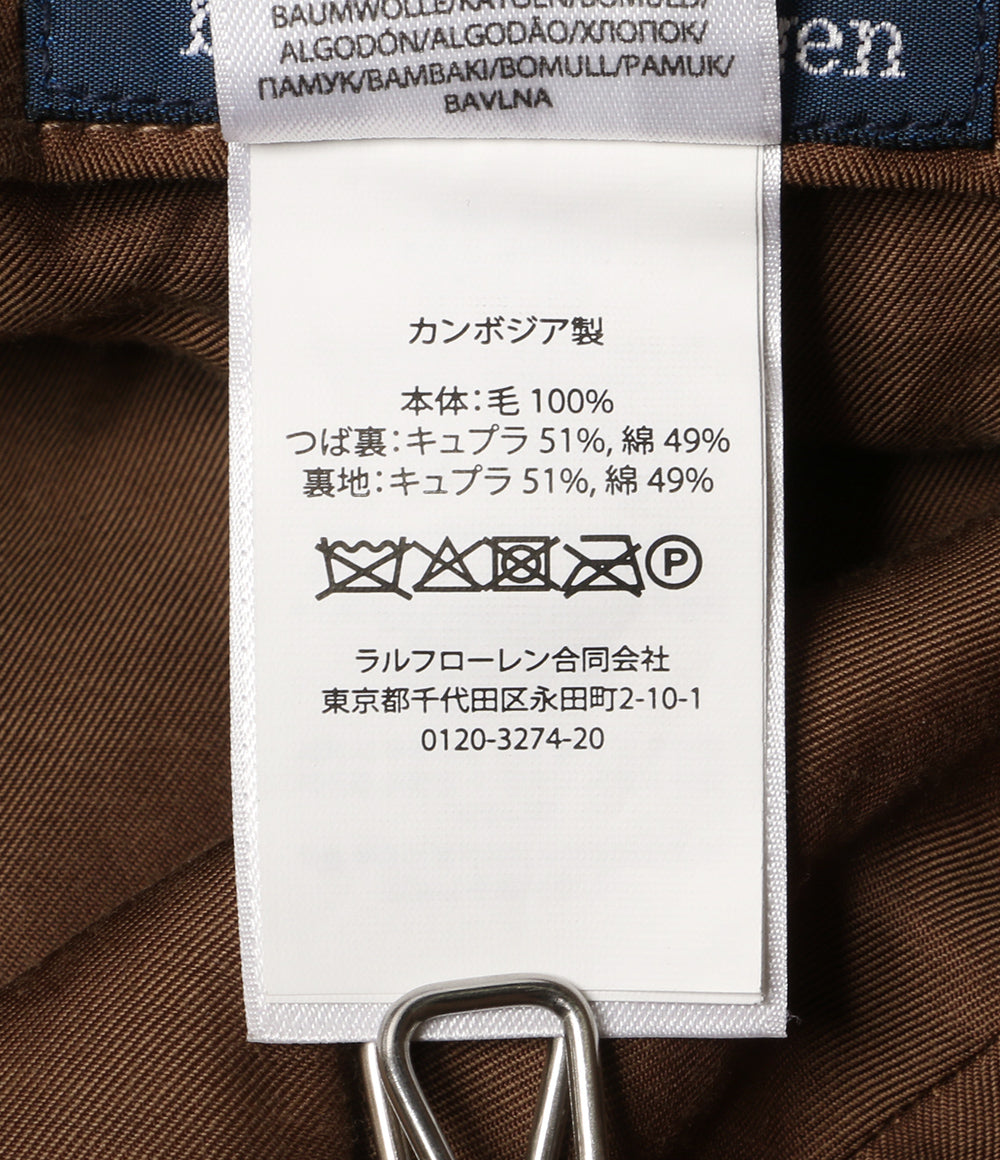 en
BAUMWOLLE/KATOEN/BOMULD/
ALGODÓN/ALGODÃO/ХЛОПОК/
ПАМУК/BAMBAKI/BOMULL/PAMUK/
BAVLNA
カンボジア製
本体:毛 100%
つば裏:キュプラ 51%, 綿 49%
裏地:キュプラ 51%, 綿 49%
P
ラルフローレン合同会社
東京都千代田区永田町2-10-1
0120-3274-20